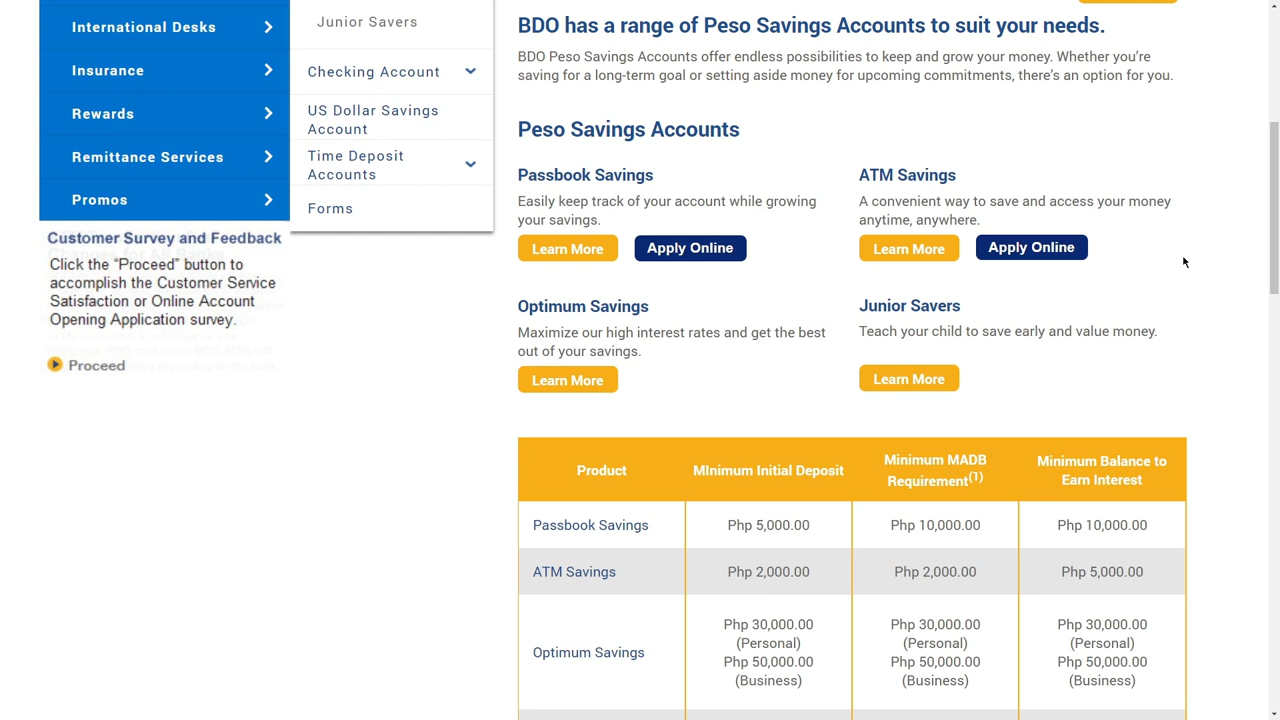 International Desks
Insurance
Rewards
Remittance Services
Promos
Junior Savers
Checking Account
US Dollar Savings
Account
Time Deposit
Accounts
Forms
Customer Survey and Feedback
Click the “Proceed” button to
accomplish the Customer Service
Satisfaction or Online Account
Opening Application survey.
Proceed
BDO has a range of Peso Savings Accounts to suit your needs.
BDO Peso Savings Accounts offer endless possibilities to keep and grow your money. Whether you’re
saving for a long-term goal or setting aside money for upcoming commitments, there’s an option for you.
Peso Savings Accounts
Passbook Savings
Easily keep track of your account while growing
your savings.
Learn More Apply Online
ATM Savings
A convenient way to save and access your money
anytime, anywhere.
Learn More Apply Online
Optimum Savings
Maximize our high interest rates and get the best
out of your savings.
Learn More
Junior Savers
Teach your child to save early and value money.
Learn More
Product
MInimum Initial Deposit
Minimum MADB
Requirement(1)
Minimum Balance to
Earn Interest
Passbook Savings Php 5,000.00 Php 10,000.00 Php 10,000.00
ATM Savings Php 2,000.00 Php 2,000.00 Php 5,000.00
Optimum Savings
Php 30,000.00 Php 30,000.00 Php 30,000.00
(Personal) (Personal) (Personal)
Php 50,000.00 Php 50,000.00 Php 50,000.00
(Business) (Business) (Business)